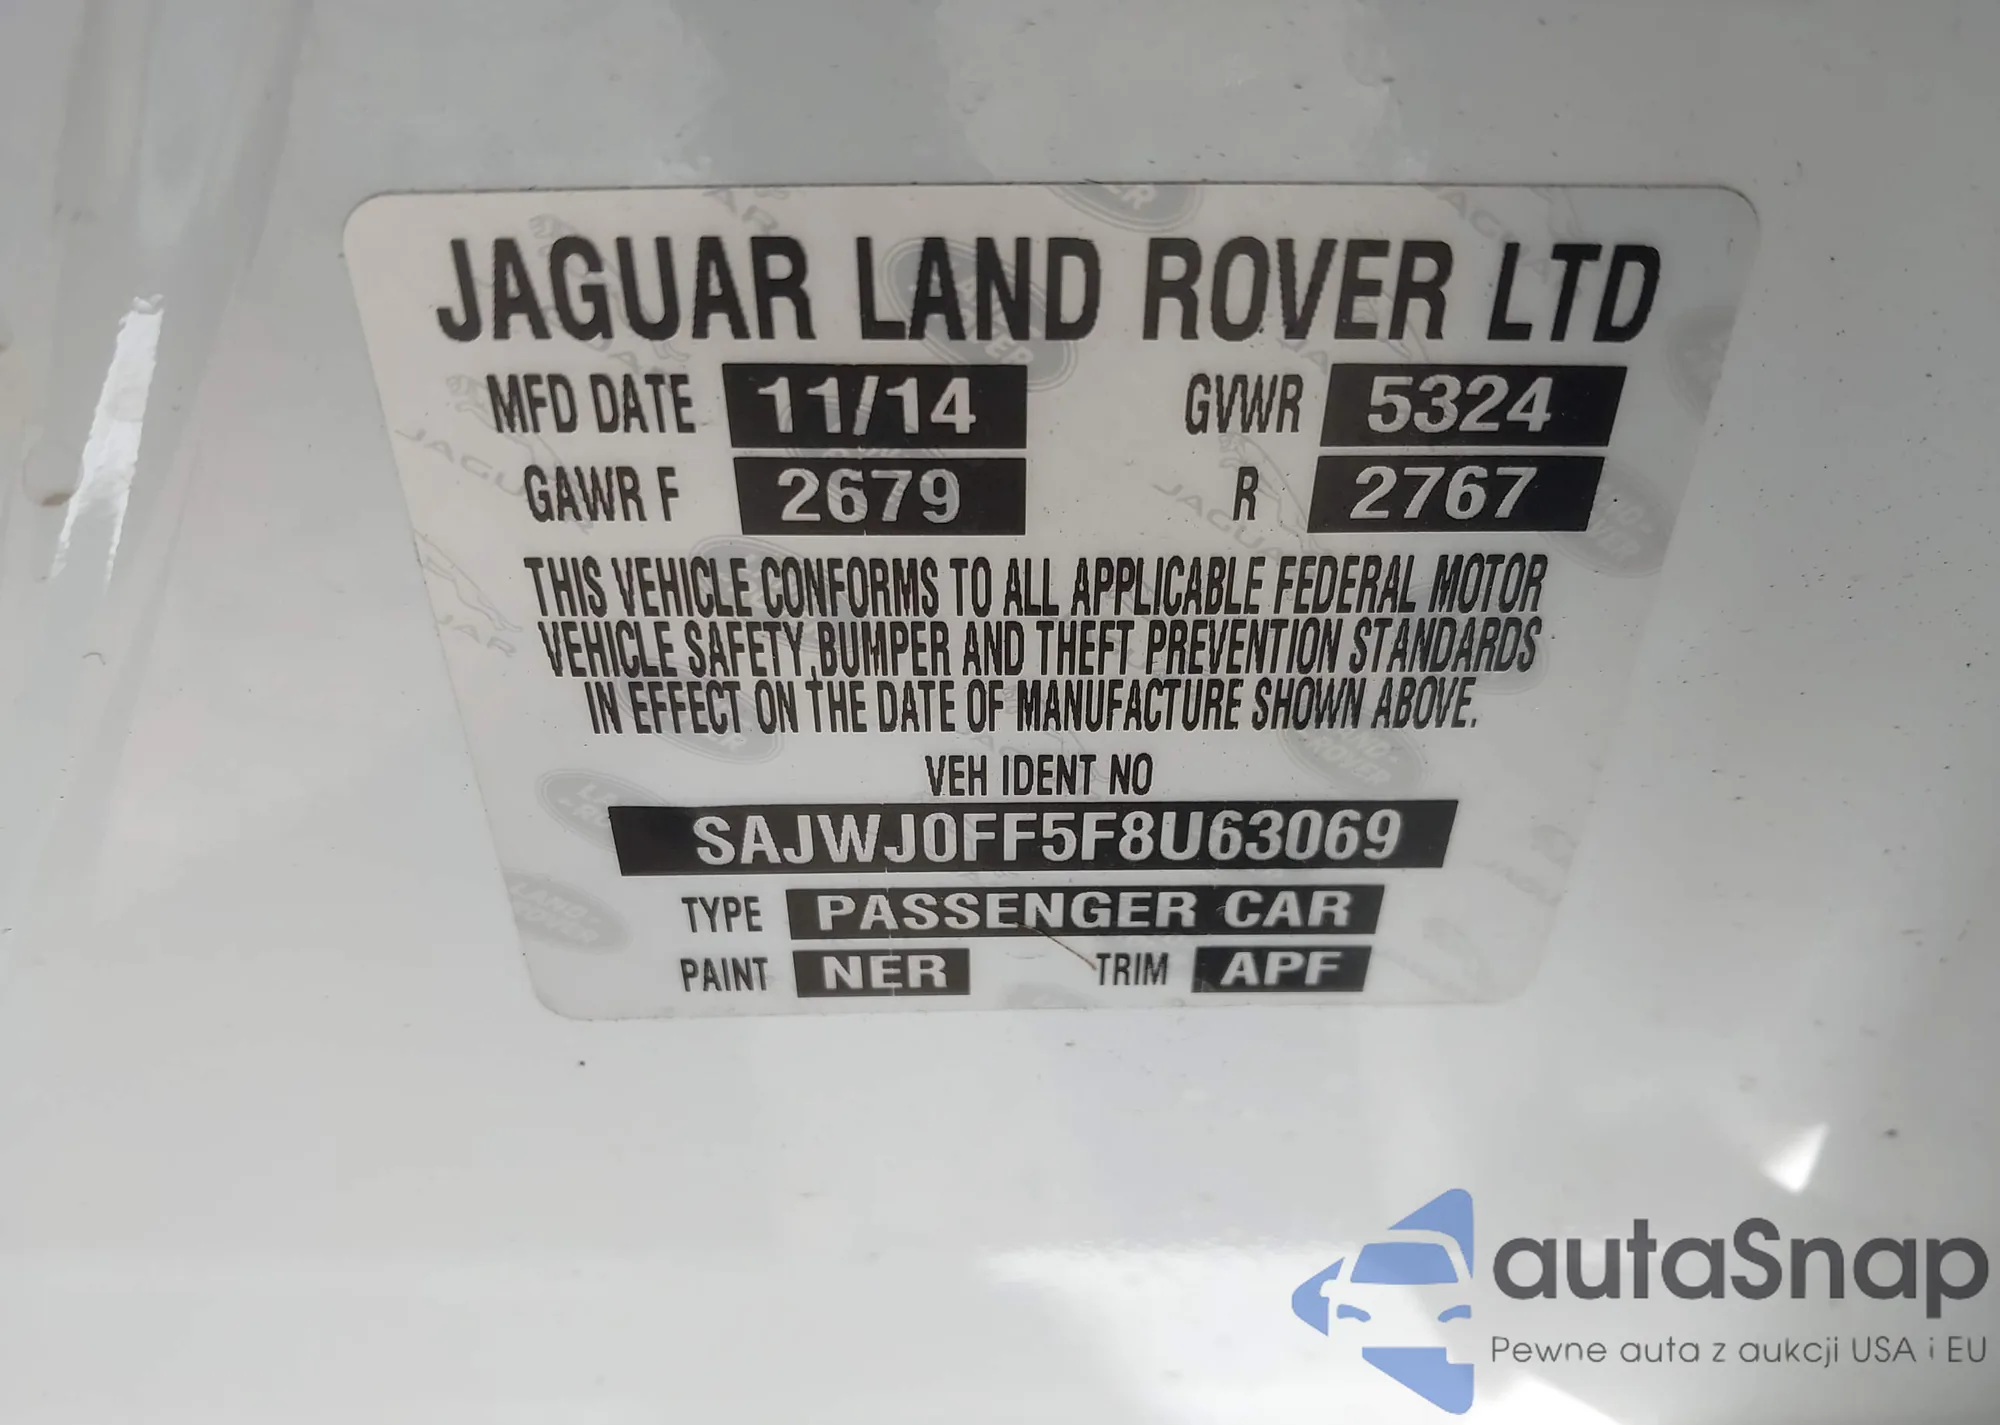 JAGUAR LAND ROVER LTD
MFD DATE 11/14 GVWR 5324
GAWR F 2679 R 2767
THIS VEHICLE CONFORMS TO ALL APPLICABLE FEDERAL MOTOR
VEHICLE SAFETY, BUMPER AND THEFT PREVENTION STANDARDS
IN EFFECT ON THE DATE OF MANUFACTURE SHOWN ABOVE.
VEH IDENT NO
SAJWJ0FF5F8U63069
TYPE PASSENGER CAR
PAINT NER TRIM APF
autaSnap
Pewne auta z aukcji USA i EU